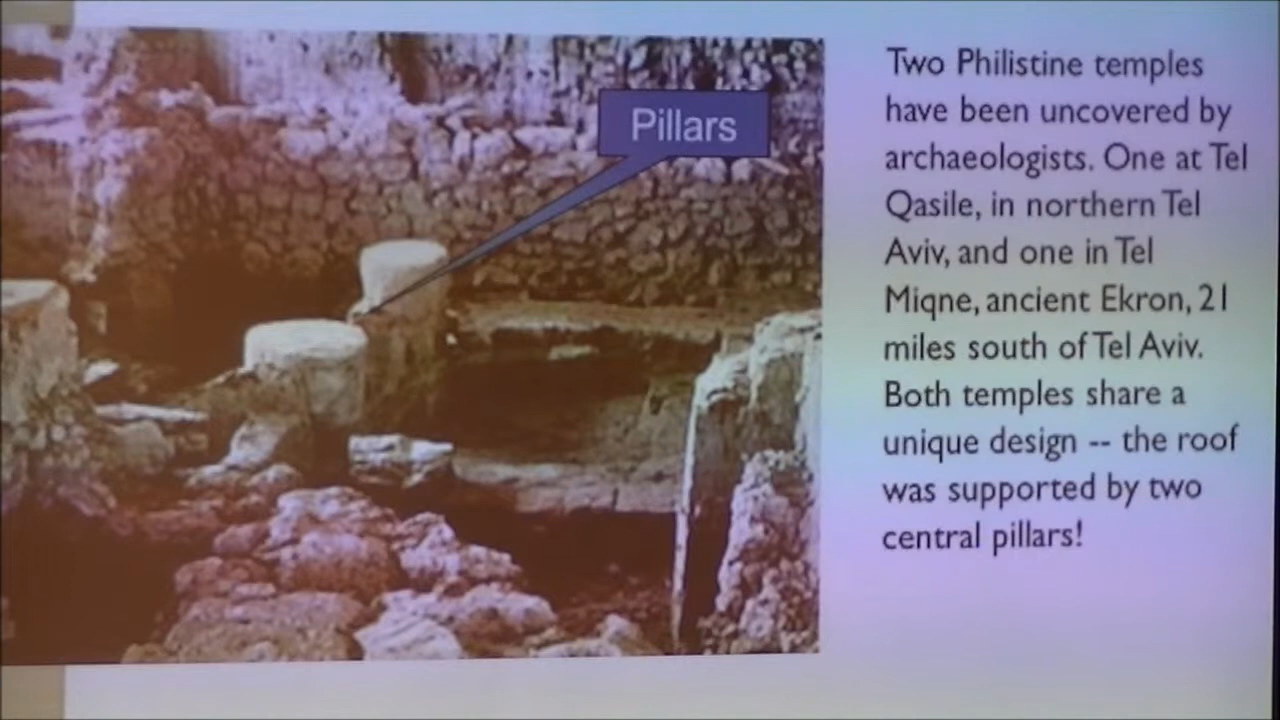 Pillars
Two Philistine temples
have been uncovered by
archaeologists. One at Tel
Qasile, in northern Tel
Aviv, and one in Tel
Miqne, ancient Ekron, 21
miles south of Tel Aviv.
Both temples share a
unique design -- the roof
was supported by two
central pillars!